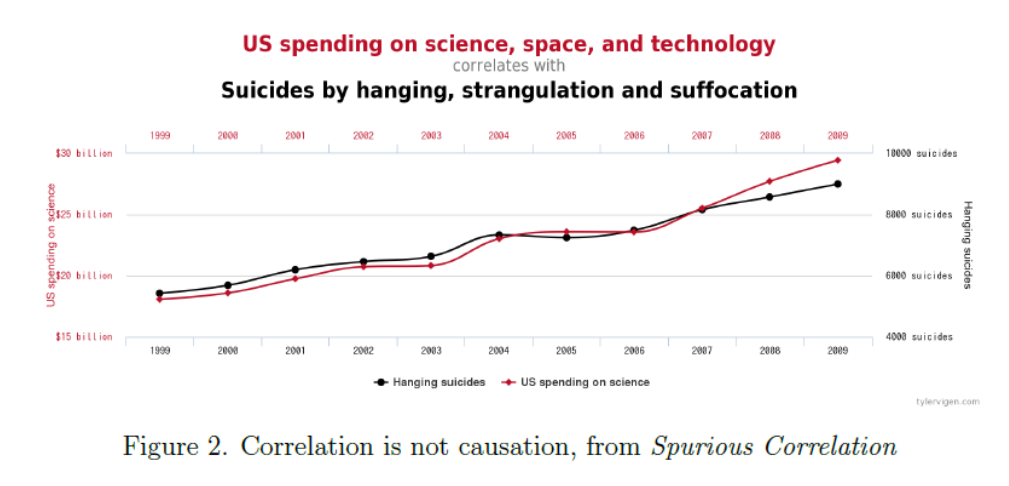 US spending on science, space, and technology
correlates with
Suicides by hanging, strangulation and suffocation
1999 2000 2001 2002 2003 2004 2005 2006 2007 2008 2009
$30 billion 10000 suicides
$25 billion 8000 suicides
$20 billion 6000 suicides
$15 billion 4000 suicides
US spending on science
Hanging suicides
1999 2000 2001 2002 2003 2004 2005 2006 2007 2008 2009
Hanging suicides US spending on science
tylervigen.com
Figure 2. Correlation is not causation, from Spurious Correlation